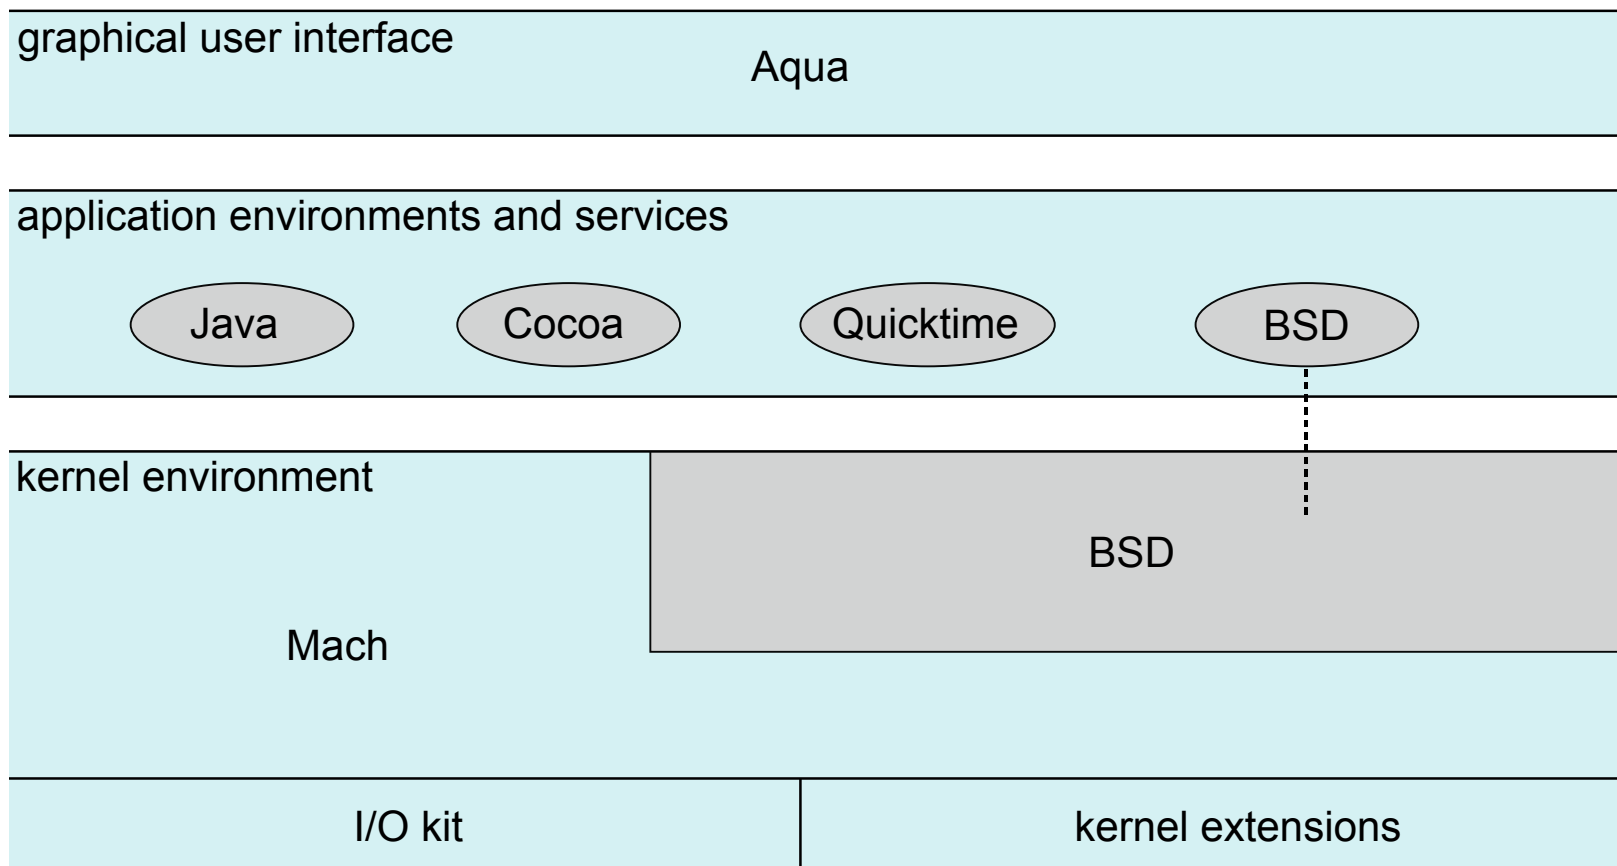 graphical user interface
Aqua
application environments and services
Java
Cocoa
Quicktime
BSD
kernel environment
BSD
Mach
I/O kit
kernel extensions